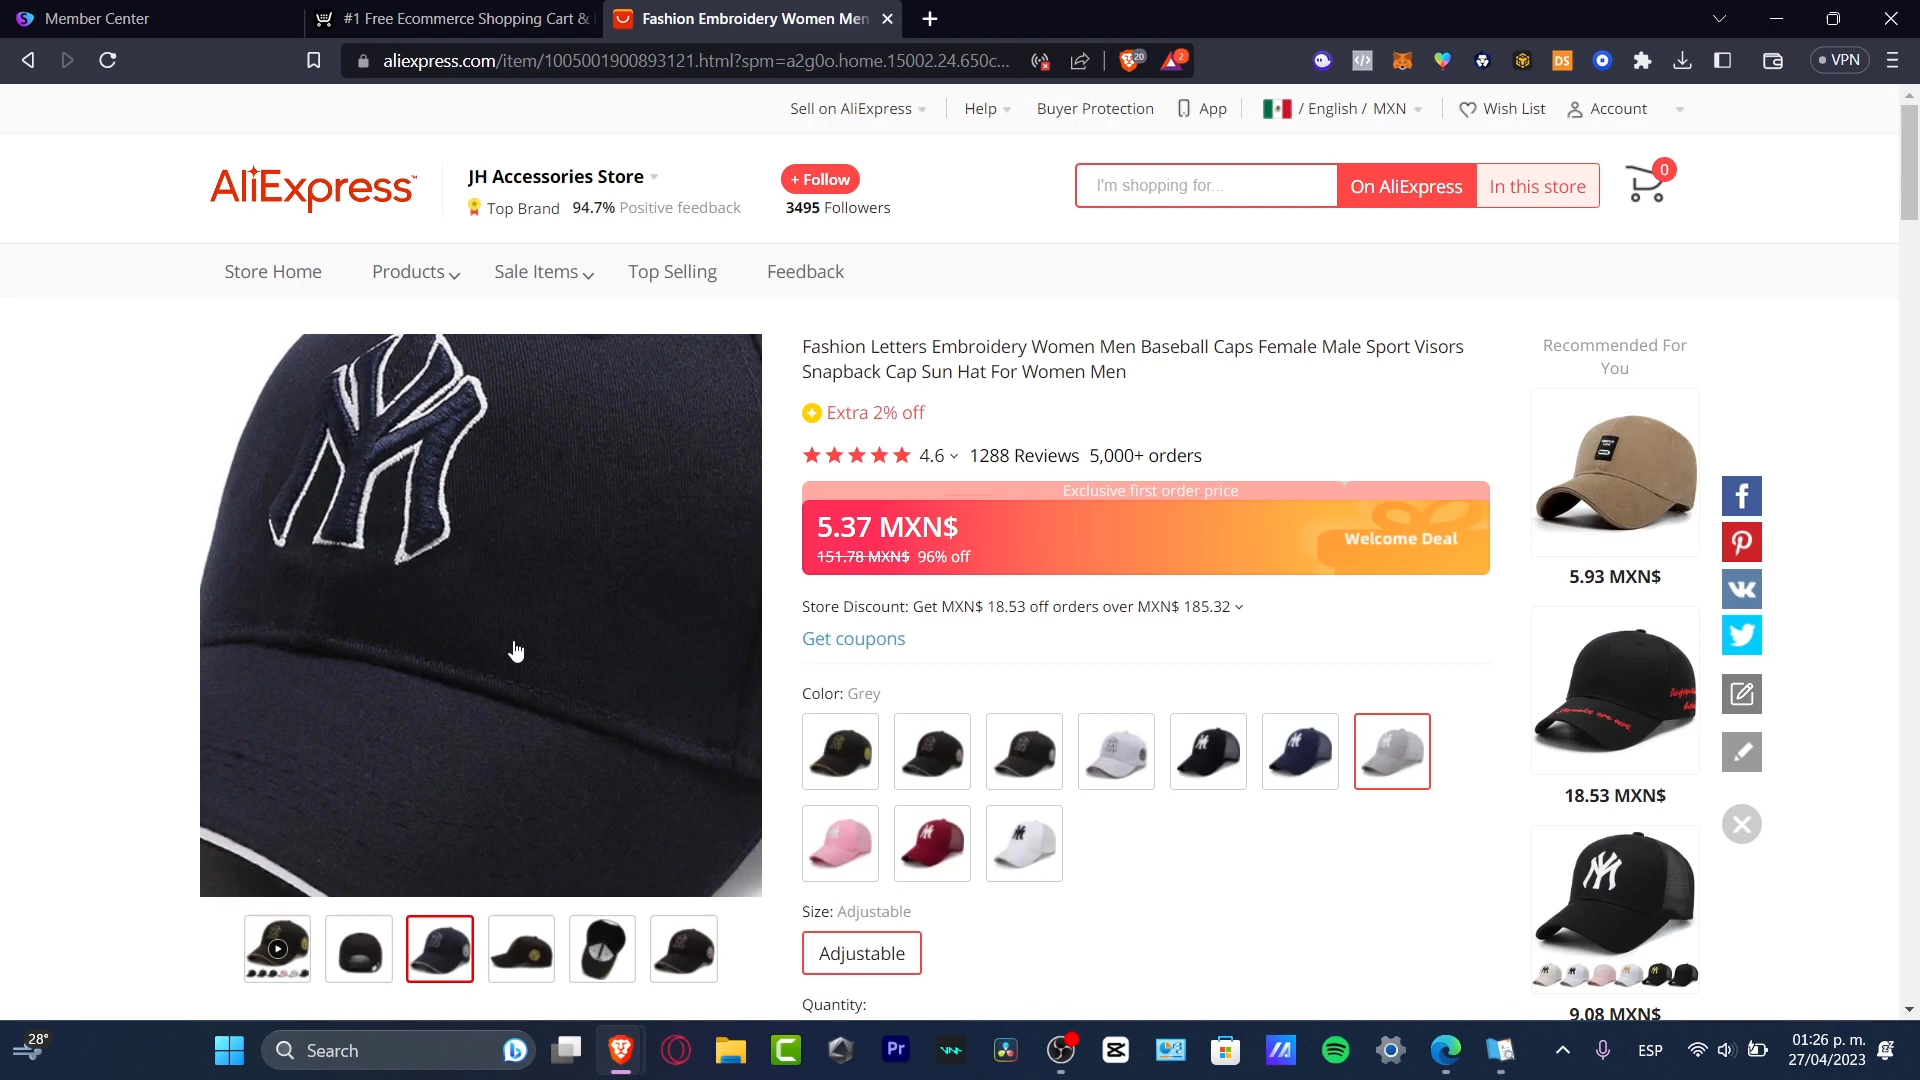 Member Center
#1 Free Ecommerce Shopping Cart &
Fashion Embroidery Women Men
aliexpress.com/item/1005001900893121.html?spm=a2g0o.home.15002.24.650c...
20
2
DS
VPN
Sell on AliExpress
Help
Buyer Protection
App
/ English / MXN
Wish List
Account
AliExpress
JH Accessories Store
Top Brand 94.7% Positive feedback
+ Follow
3495 Followers
I'm shopping for...
On AliExpress
In this store
0
Store Home
Products
Sale Items
Top Selling
Feedback
Fashion Letters Embroidery Women Men Baseball Caps Female Male Sport Visors
Snapback Cap Sun Hat For Women Men
Extra 2% off
4.6 1288 Reviews 5,000+ orders
Exclusive first order price
5.37 MXN$
151.78 MXN$ 96% off
Welcome Deal
Store Discount: Get MXN$ 18.53 off orders over MXN$ 185.32
Get coupons
Color: Grey
Size: Adjustable
Adjustable
Quantity:
Recommended For
You
5.93 MXN$
18.53 MXN$
9.08 MXN$
28°
Search
Pr
ESP
01:26 p. m.
27/04/2023